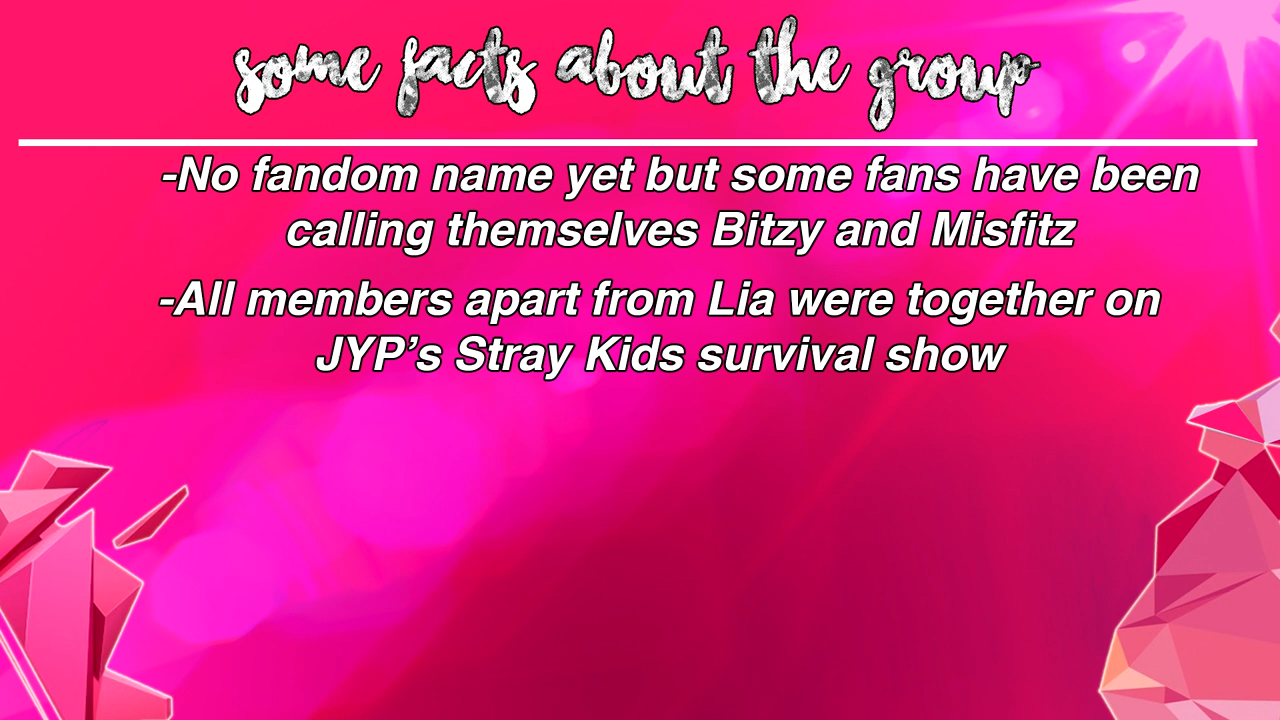 some facts about the group
-No fandom name yet but some fans have been
calling themselves Bitzy and Misfitz
-All members apart from Lia were together on
JYP’s Stray Kids survival show